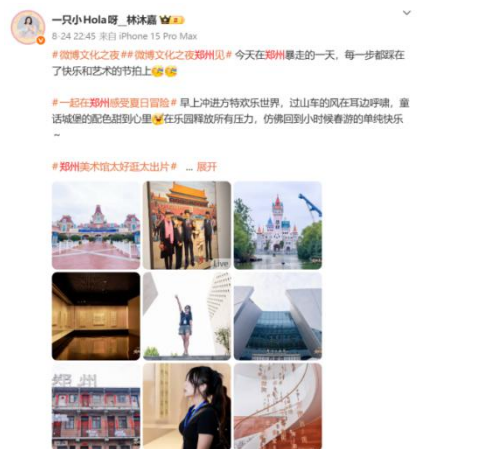 一只小Hola呀__林沐嘉
8-24 22:45 来自 iPhone 15 Pro Max
#微博文化之夜##微博文化之夜郑州见# 今天在郑州暴走的一天，每一步都踩在
了快乐和艺术的节拍上
#一起在郑州感受夏日冒险# 早上冲进方特欢乐世界，过山车的风在耳边呼啸，童
话城堡的配色甜到心里 在乐园释放所有压力，仿佛回到小时候春游的单纯快乐
~
#郑州美术馆太好逛太出片# ... 展开
Live
郑州